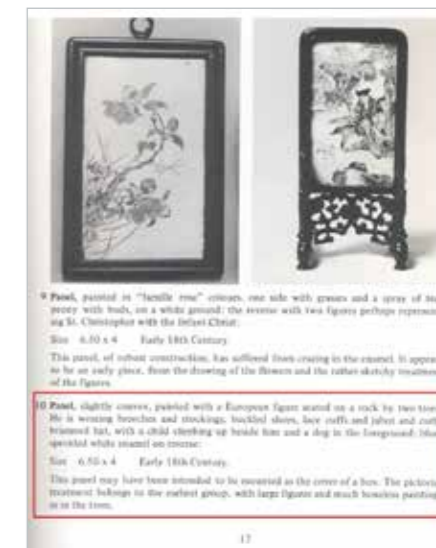 9 Panel, painted in "famille rose" colours, one side with grasses and a spray of
peony with buds, on a white ground: the reverse with two figures perhaps
St. Christopher with the Infant Christ.
Size 6.50 x 4 Early 18th Century.
This panel, of robust construction, has suffered from crazing in the enamel. It
to be an early piece, from the drawing of the flowers and the rather sketchy
of the figures.
10 Panel, slightly convex, painted with a European figure seated on a rock by two
He is wearing breeches and stockings, buckled shoes, lace cuffs and jabot and
brimmed hat, with a child climbing up beside him and a dog in the foreground:
sprinkled white enamel on reverse:
Size 6.50 x 4 Early 18th Century.
This panel may have been intended to be mounted as the cover of a box. The
treatment belongs to the earliest group, with large figures and much boneless
as in the trees.
17